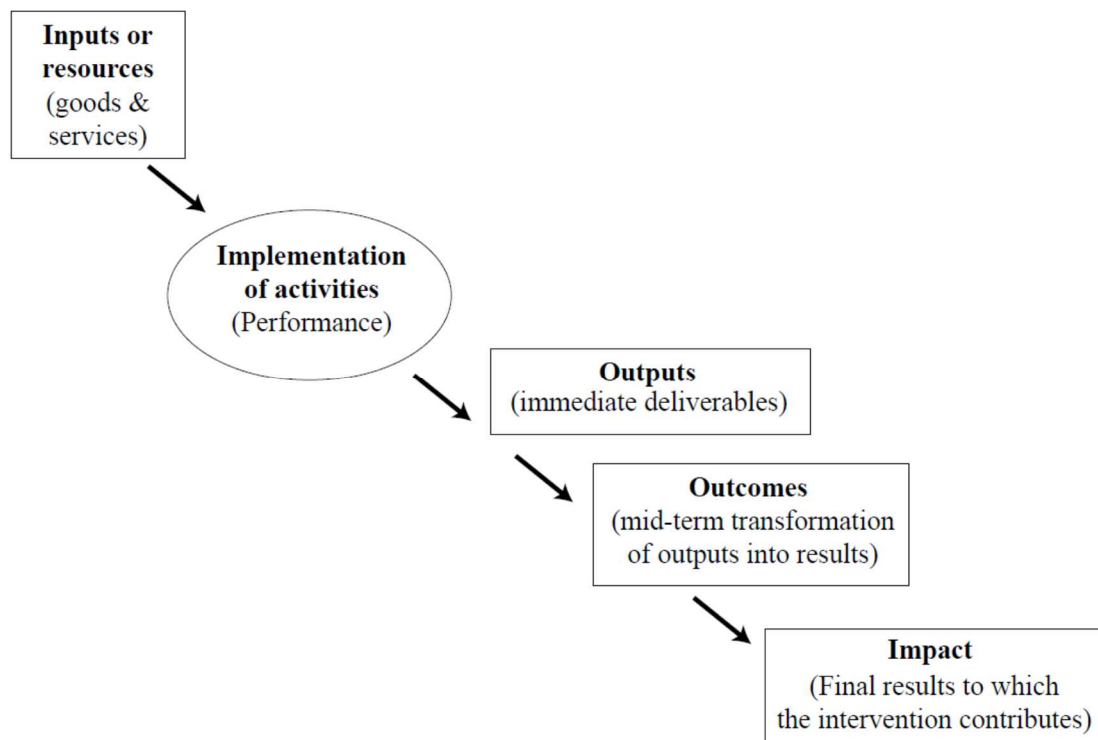 Inputs or
resources
(goods &
services)
Implementation
of activities
(Performance)
Outputs
(immediate deliverables)
Outcomes
(mid-term transformation
of outputs into results)
Impact
(Final results to which
the intervention contributes)